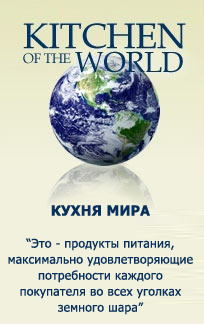 KITCHEN
OF THE WORLD
КУХНЯ МИРА
“Это - продукты питания,
максимально удовлетворяющие
потребности каждого
покупателя во всех уголках
земного шара”